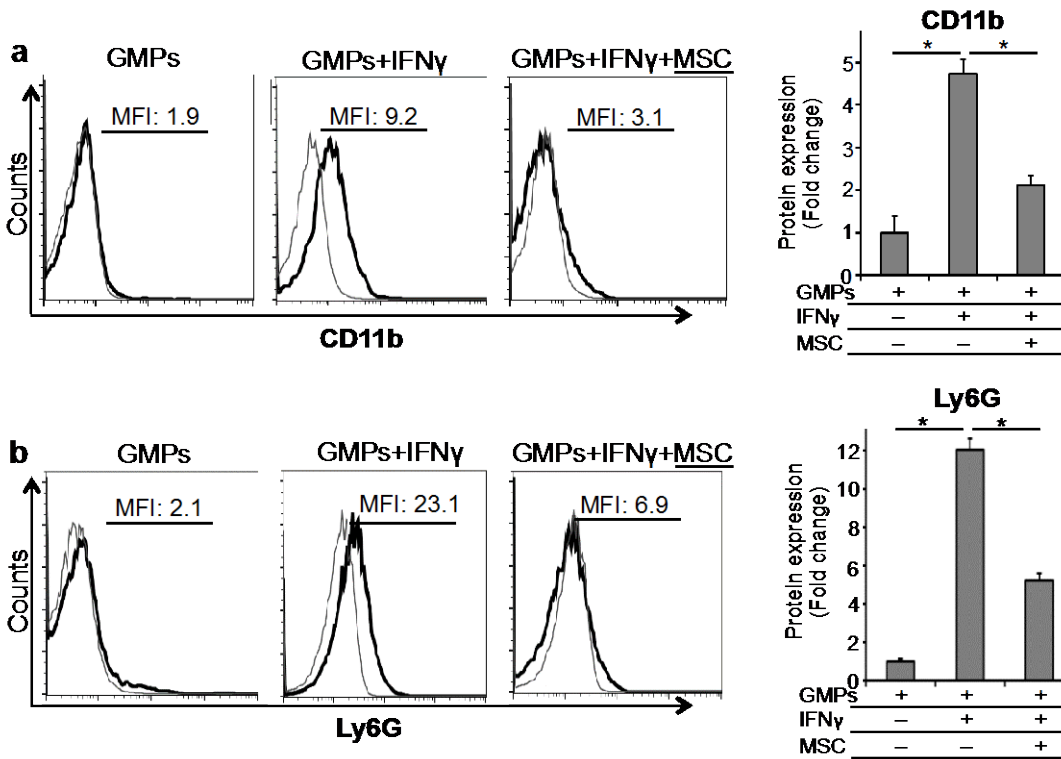 a
GMPs
GMPs+IFNγ
GMPs+IFNγ+MSC
MFI: 1.9
MFI: 9.2
MFI: 3.1
Counts
CD11b
CD11b
* *
Protein expression
(Fold change)
5
4
3
2
1
0
GMPs + + +
IFNγ – + +
MSC – – +
b
GMPs
GMPs+IFNγ
GMPs+IFNγ+MSC
MFI: 2.1
MFI: 23.1
MFI: 6.9
Counts
Ly6G
Ly6G
* *
Protein expression
(Fold change)
12
10
8
6
4
2
0
GMPs + + +
IFNγ – + +
MSC – – +